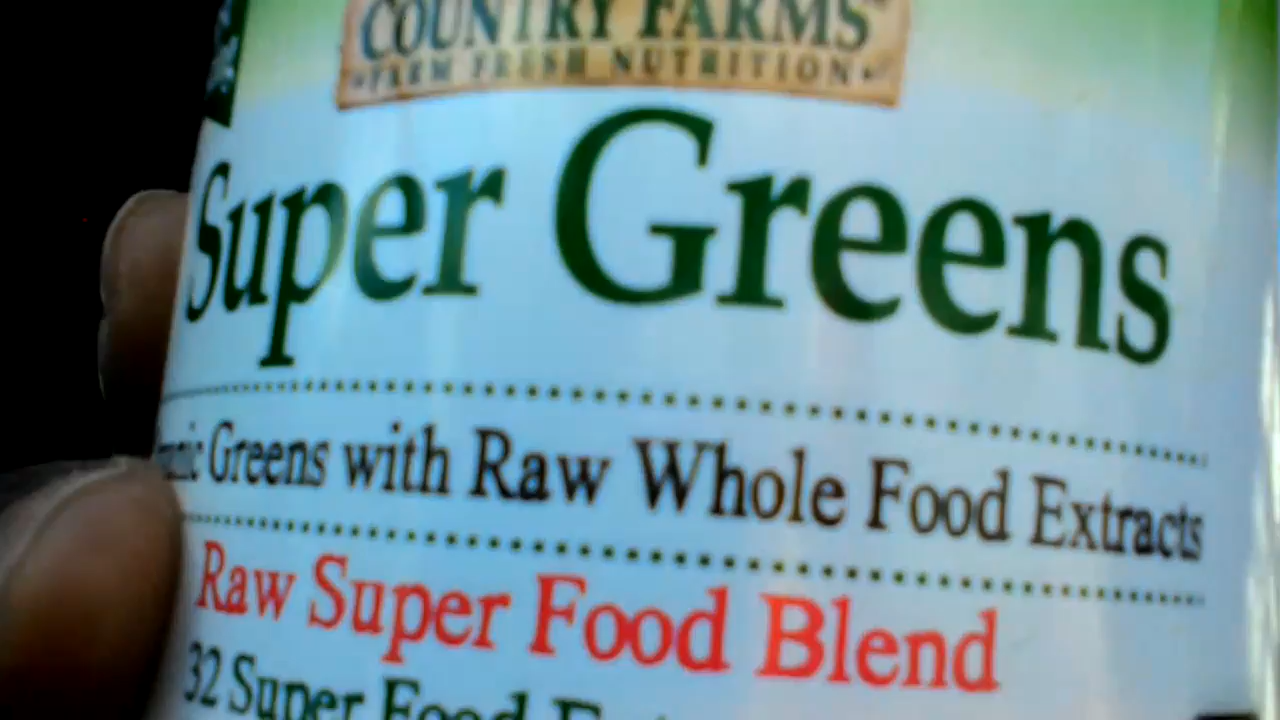 COUNTRY FARMS
FARM FRESH NUTRITION
Super Greens
Greens with Raw Whole Food Extracts
Raw Super Food Blend
32 Super Food